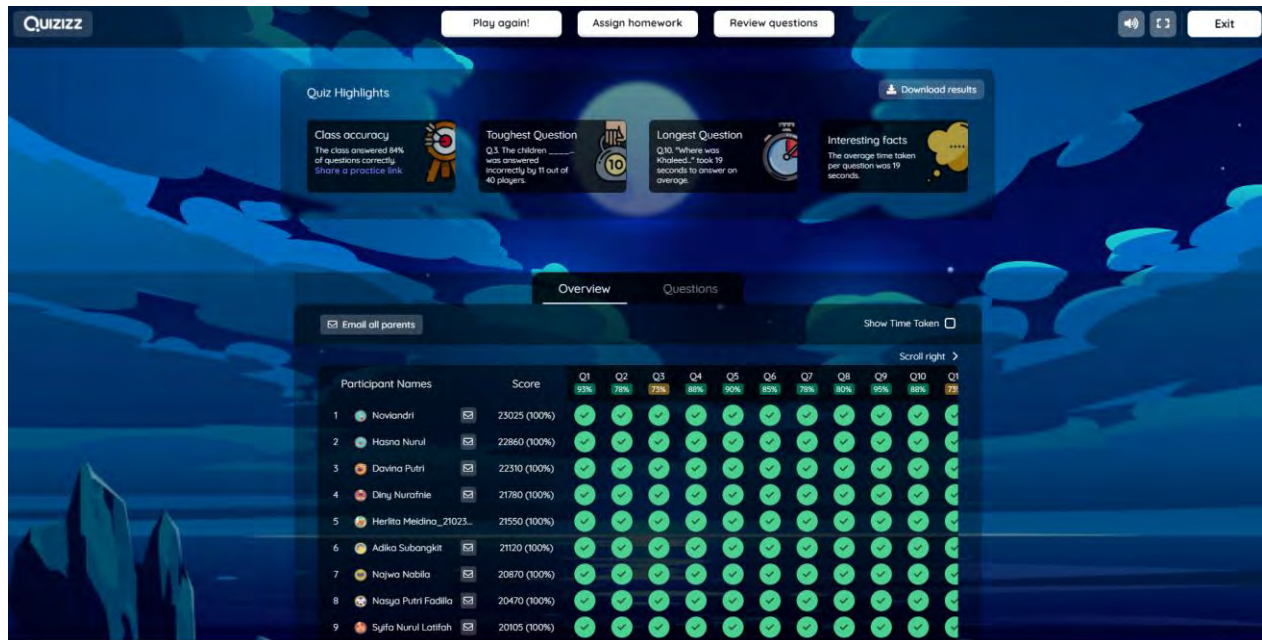 QUIZIZZ
Play again!
Assign homework
Review questions
Exit
Quiz Highlights
Download results
Class accuracy
The class answered 84%
of questions correctly.
Share a practice link
Toughest Question
Q.3. The children _____
was answered
incorrectly by 11 out of
40 players.
10
Longest Question
Q.10. "Where was
Khaleed.." took 19
seconds to answer on
average.
Interesting facts
The average time taken
per question was 19
seconds.
Overview
Questions
Email all parents
Show Time Taken
Scroll right >
Participant Names Score Q1 Q2 Q3 Q4 Q5 Q6 Q7 Q8 Q9 Q10 Q1
93% 78% 73% 88% 90% 85% 78% 80% 95% 88% 73
1 Noviandri 23025 (100%)
2 Hasna Nurul 22860 (100%)
3 Davina Putri 22310 (100%)
4 Diny Nurafnie 21780 (100%)
5 Herlita Meidina_21023... 21550 (100%)
6 Adika Subangkit 21120 (100%)
7 Najwa Nabila 20870 (100%)
8 Nasya Putri Fadilla 20470 (100%)
9 Syifa Nurul Latifah 20105 (100%)